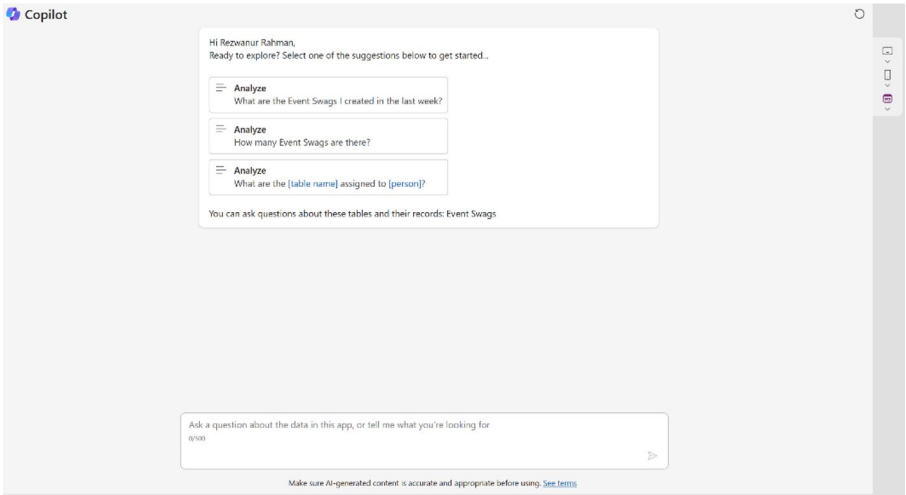 Copilot
Hi Rezwanur Rahman,
Ready to explore? Select one of the suggestions below to get started...
Analyze
What are the Event Swags I created in the last week?
Analyze
How many Event Swags are there?
Analyze
What are the [table name] assigned to [person]?
You can ask questions about these tables and their records: Event Swags
Ask a question about the data in this app, or tell me what you're looking for
0/500
Make sure AI-generated content is accurate and appropriate before using. See terms